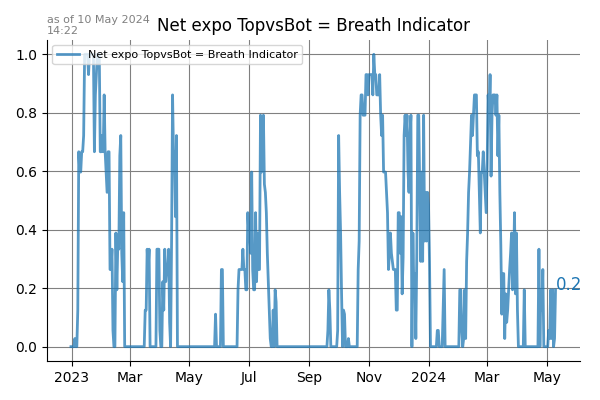 as of 10 May 2024
14:22
Net expo TopvsBot = Breath Indicator
Net expo TopvsBot = Breath Indicator
1.0
0.8
0.6
0.4
0.2
0.0
0.2
2023 Mar May Jul Sep Nov 2024 Mar May